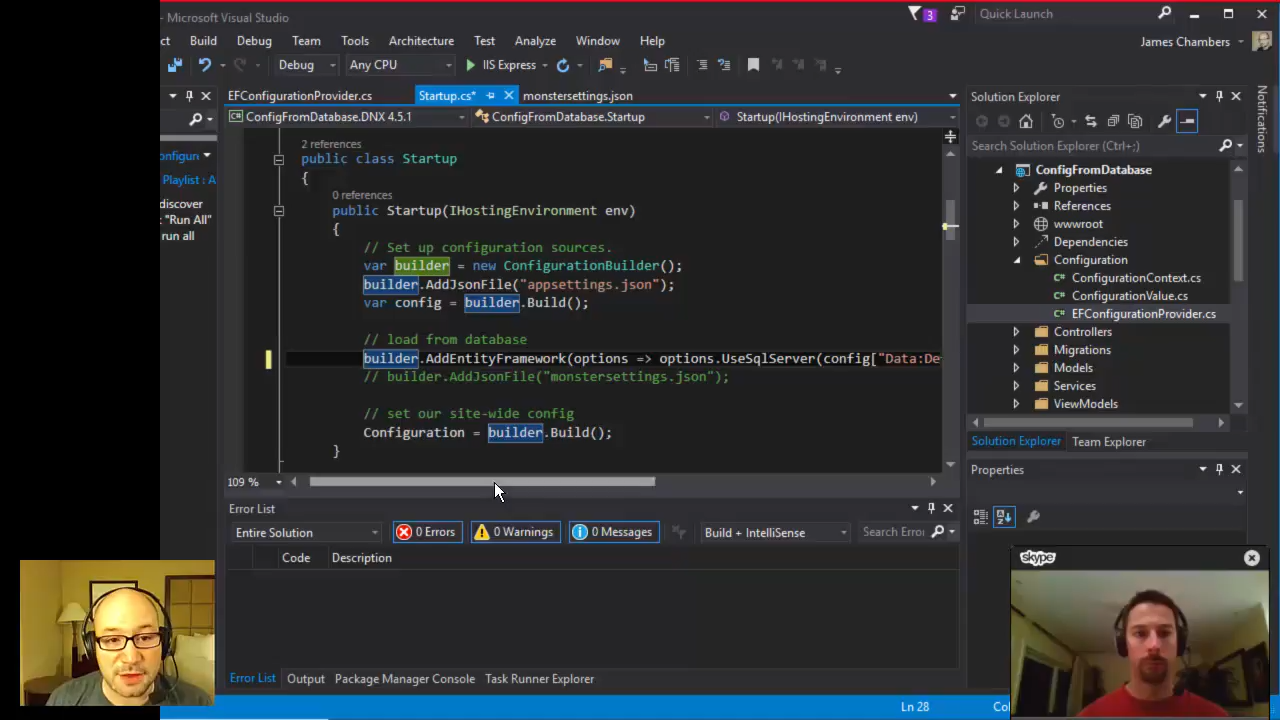 - Microsoft Visual Studio
3
Quick Launch
ct Build Debug Team Tools Architecture Test Analyze Window Help
James Chambers
Debug Any CPU IIS Express
EFConfigurationProvider.cs Startup.cs* monstersettings.json
ConfigFromDatabase.DNX 4.5.1 ConfigFromDatabase.Startup Startup(IHostingEnvironment env)
2 references
public class Startup
{
0 references
public Startup(IHostingEnvironment env)
{
// Set up configuration sources.
var builder = new ConfigurationBuilder();
builder.AddJsonFile("appsettings.json");
var config = builder.Build();
// load from database
builder.AddEntityFramework(options => options.UseSqlServer(config["Data:De
// builder.AddJsonFile("monstersettings.json");
// set our site-wide config
Configuration = builder.Build();
}
109 %
onfigun
Playlist : A
discover
"Run All"
run all
Solution Explorer
Search Solution Explorer (Ctrl+;)
ConfigFromDatabase
Properties
References
wwwroot
Dependencies
Configuration
ConfigurationContext.cs
ConfigurationValue.cs
EFConfigurationProvider.cs
Controllers
Migrations
Models
Services
ViewModels
Solution Explorer Team Explorer
Properties
Notifications
Error List
Entire Solution 0 Errors 0 Warnings 0 Messages Build + IntelliSense Search Error
Code Description
Error List Output Package Manager Console Task Runner Explorer
Ln 28
skype